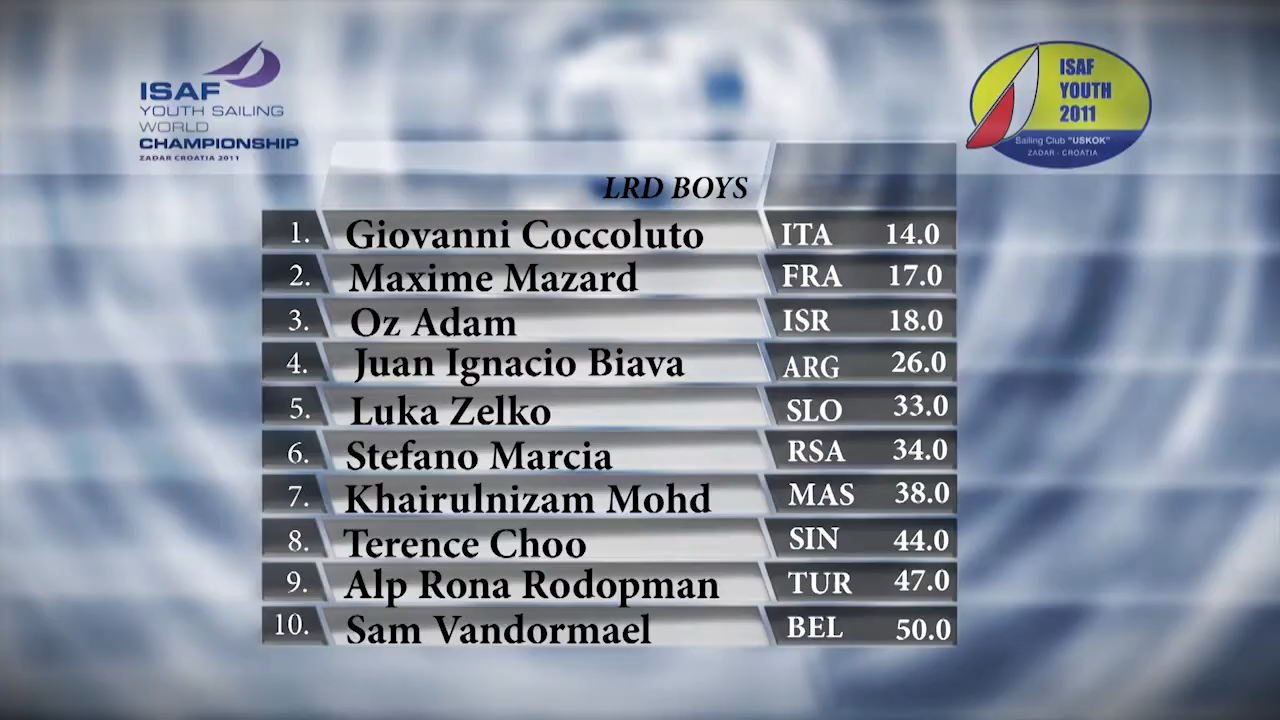 ISAF
YOUTH SAILING
WORLD
CHAMPIONSHIP
ZADAR CROATIA 2011
ISAF
YOUTH
2011
Sailing Club "USKOK"
ZADAR - CROATIA
LRD BOYS
1. Giovanni Coccoluto ITA 14.0
2. Maxime Mazard FRA 17.0
3. Oz Adam ISR 18.0
4. Juan Ignacio Biava ARG 26.0
5. Luka Zelko SLO 33.0
6. Stefano Marcia RSA 34.0
7. Khairulnizam Mohd MAS 38.0
8. Terence Choo SIN 44.0
9. Alp Rona Rodopman TUR 47.0
10. Sam Vandormael BEL 50.0